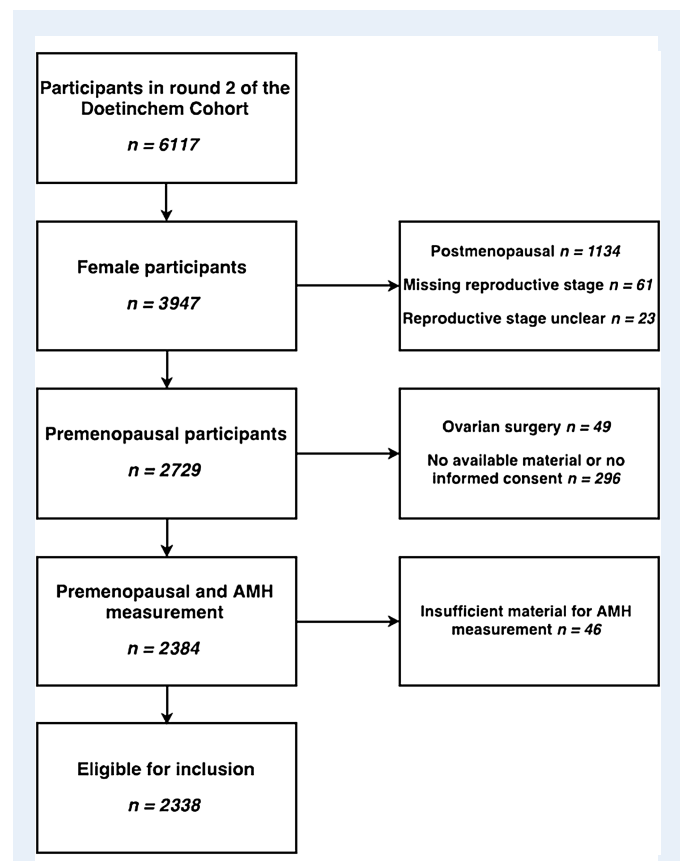 Participants in round 2 of the
Doetinchem Cohort
n = 6117
Female participants
n = 3947
Postmenopausal n = 1134
Missing reproductive stage n = 61
Reproductive stage unclear n = 23
Premenopausal participants
n = 2729
Ovarian surgery n = 49
No available material or no
informed consent n = 296
Premenopausal and AMH
measurement
n = 2384
Insufficient material for AMH
measurement n = 46
Eligible for inclusion
n = 2338